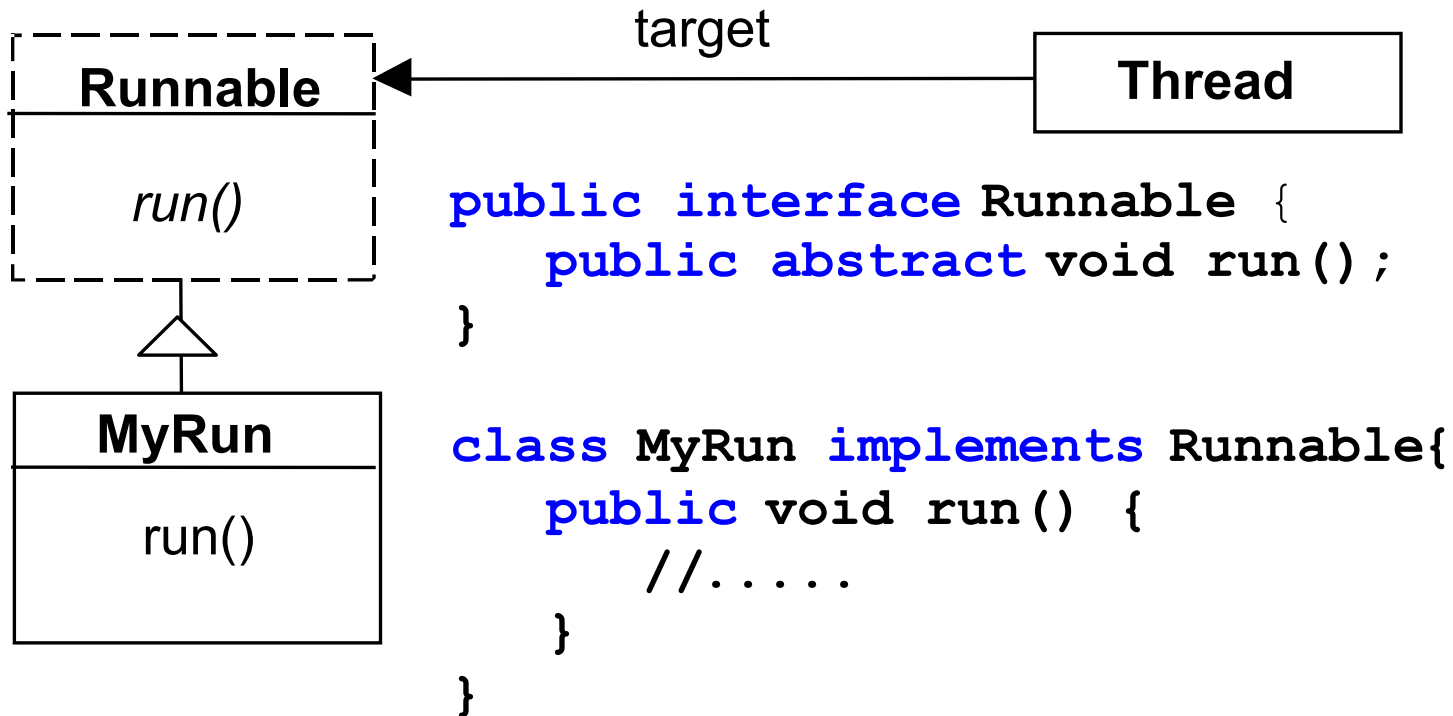 target
Runnable
Thread
run()
public interface Runnable {
public abstract void run();
}
MyRun
run()
class MyRun implements Runnable{
public void run() {
//.....
}
}